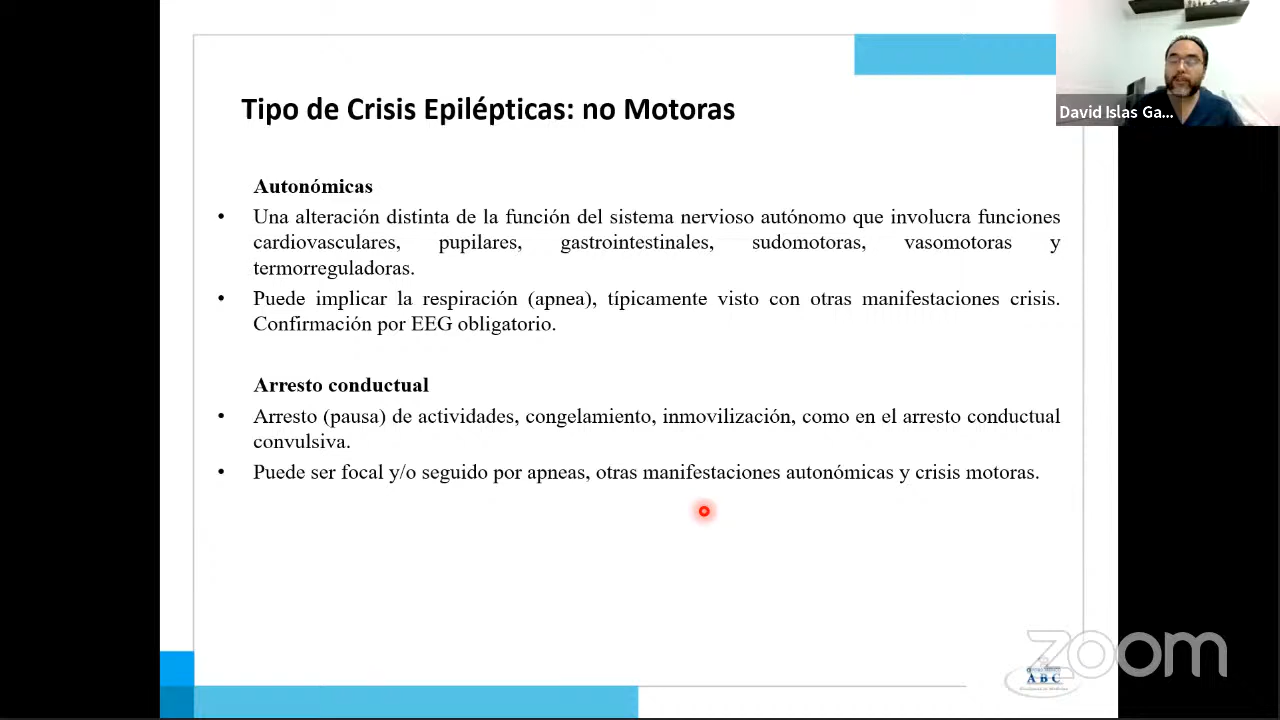 David Islas Ga...
Tipo de Crisis Epilépticas: no Motoras
Autonómicas
• Una alteración distinta de la función del sistema nervioso autónomo que involucra funciones
cardiovasculares, pupilares, gastrointestinales, sudomotoras, vasomotoras y
termorreguladoras.
• Puede implicar la respiración (apnea), típicamente visto con otras manifestaciones crisis.
Confirmación por EEG obligatorio.
Arresto conductual
• Arresto (pausa) de actividades, congelamiento, inmovilización, como en el arresto conductual
convulsiva.
• Puede ser focal y/o seguido por apneas, otras manifestaciones autonómicas y crisis motoras.
zoom
ABC